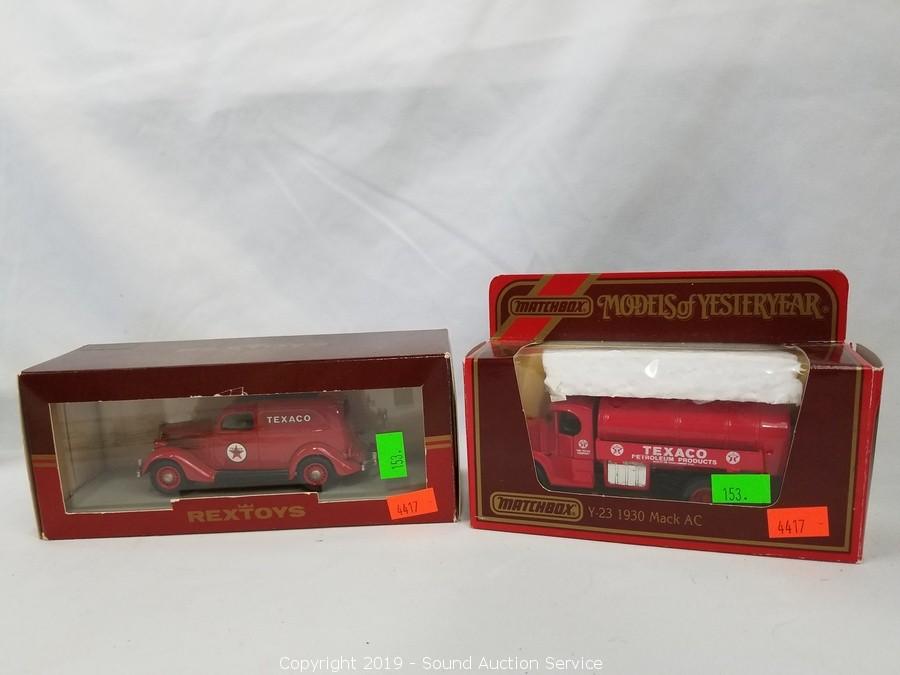 TEXACO
153.
4417
REXTOYS
MATCHBOX
MODELS of YESTERYEAR
TEXACO
PETROLEUM PRODUCTS
153.
4417
MATCHBOX
Y-23 1930 Mack AC
Copyright 2019 - Sound Auction Service